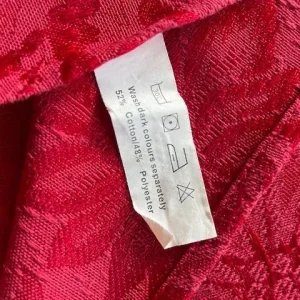 Wash dark colours separately
52% Cotton/48% Polyester